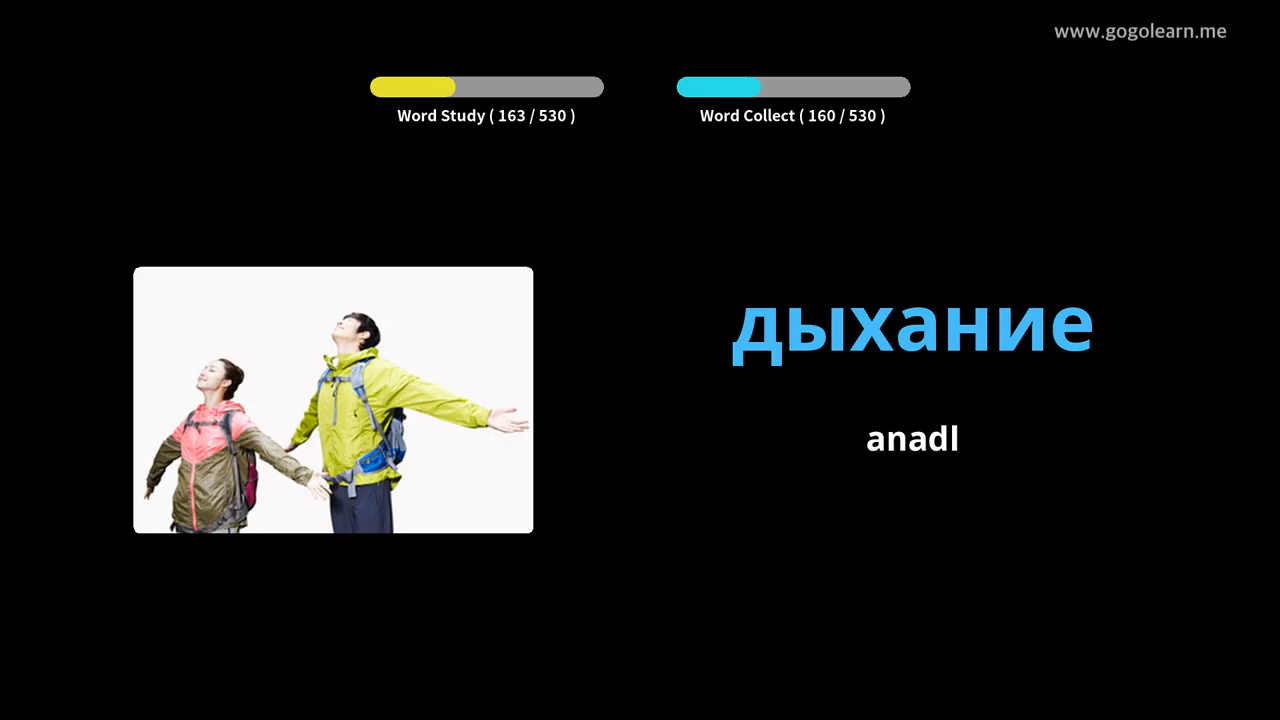 www.gogolearn.me
Word Study ( 163 / 530 )
Word Collect ( 160 / 530 )
дыхание
anadl